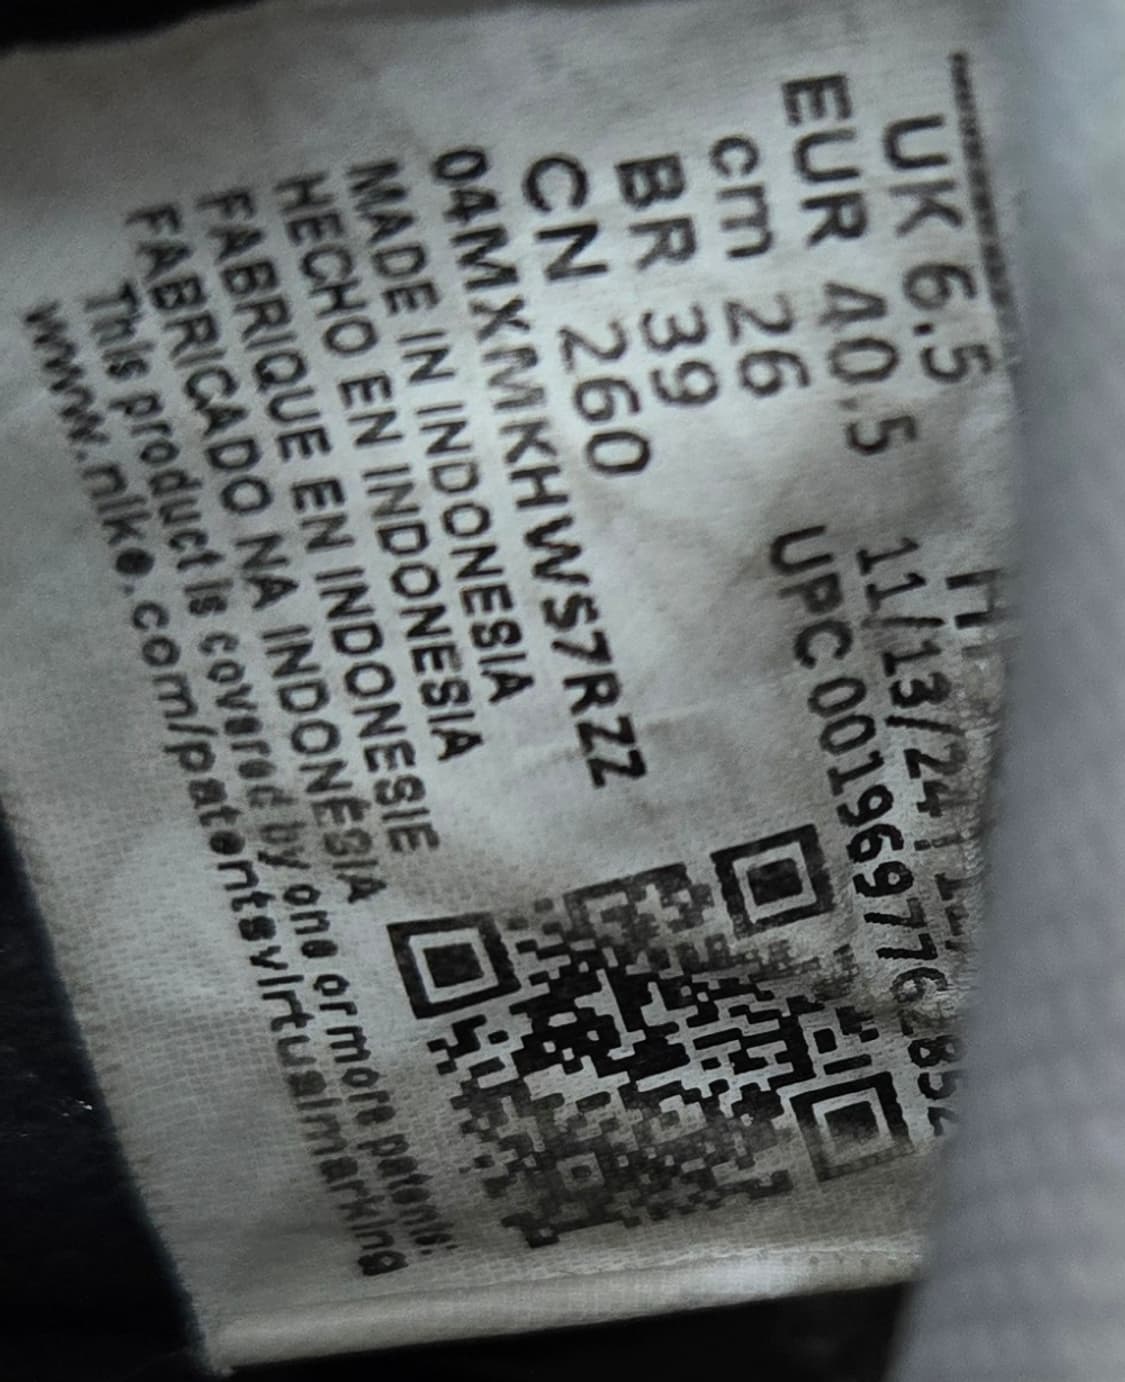 UK 6.5
EUR 40.5 11/13/24
cm 26 UPC 00196977628
BR 39
CN 260
04MXMKHWS7RZZ
MADE IN INDONESIA
HECHO EN INDONESIA
FABRIQUE EN INDONESIE
FABRICADO NA INDONÉSIA
This product is covered by one or more patents:
www.nike.com/patentsvirtualmarking